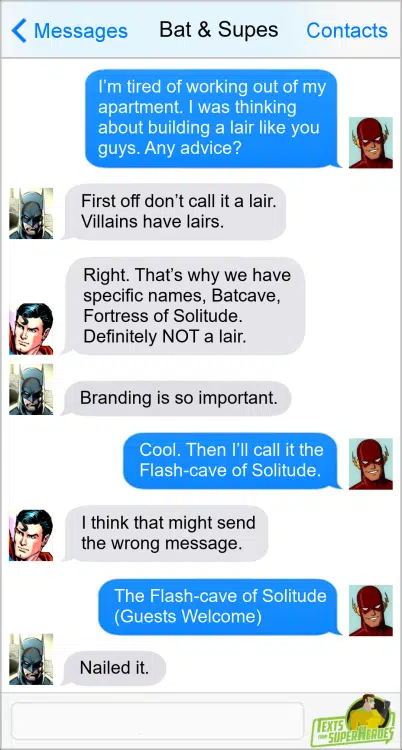 Messages Bat & Supes Contacts
I'm tired of working out of my
apartment. I was thinking
about building a lair like you
guys. Any advice?
First off don't call it a lair.
Villains have lairs.
Right. That's why we have
specific names, Batcave,
Fortress of Solitude.
Definitely NOT a lair.
Branding is so important.
Cool. Then I'll call it the
Flash-cave of Solitude.
I think that might send
the wrong message.
The Flash-cave of Solitude
(Guests Welcome)
Nailed it.
TEXTS
FROM SUPERHEROES